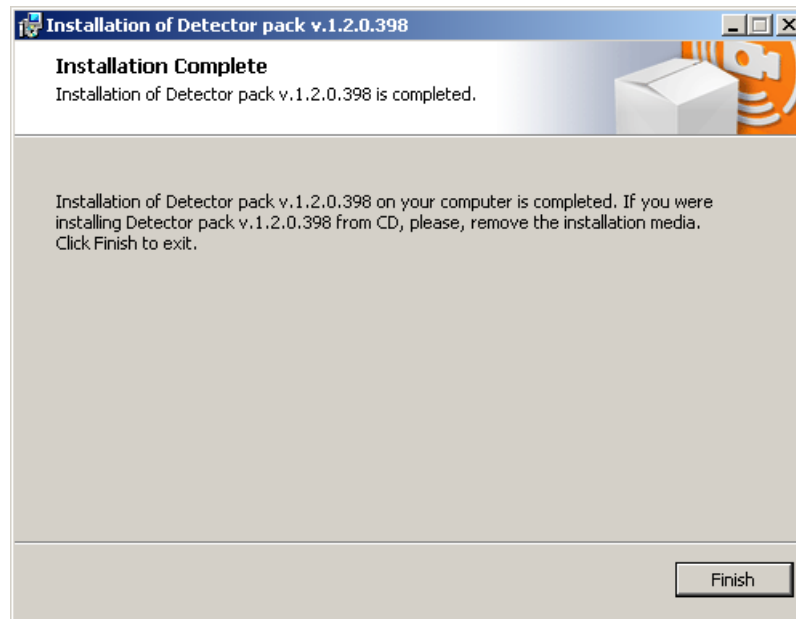 Installation of Detector pack v.1.2.0.398
Installation Complete
Installation of Detector pack v.1.2.0.398 is completed.
Installation of Detector pack v.1.2.0.398 on your computer is completed. If you were
installing Detector pack v.1.2.0.398 from CD, please, remove the installation media.
Click Finish to exit.
Finish